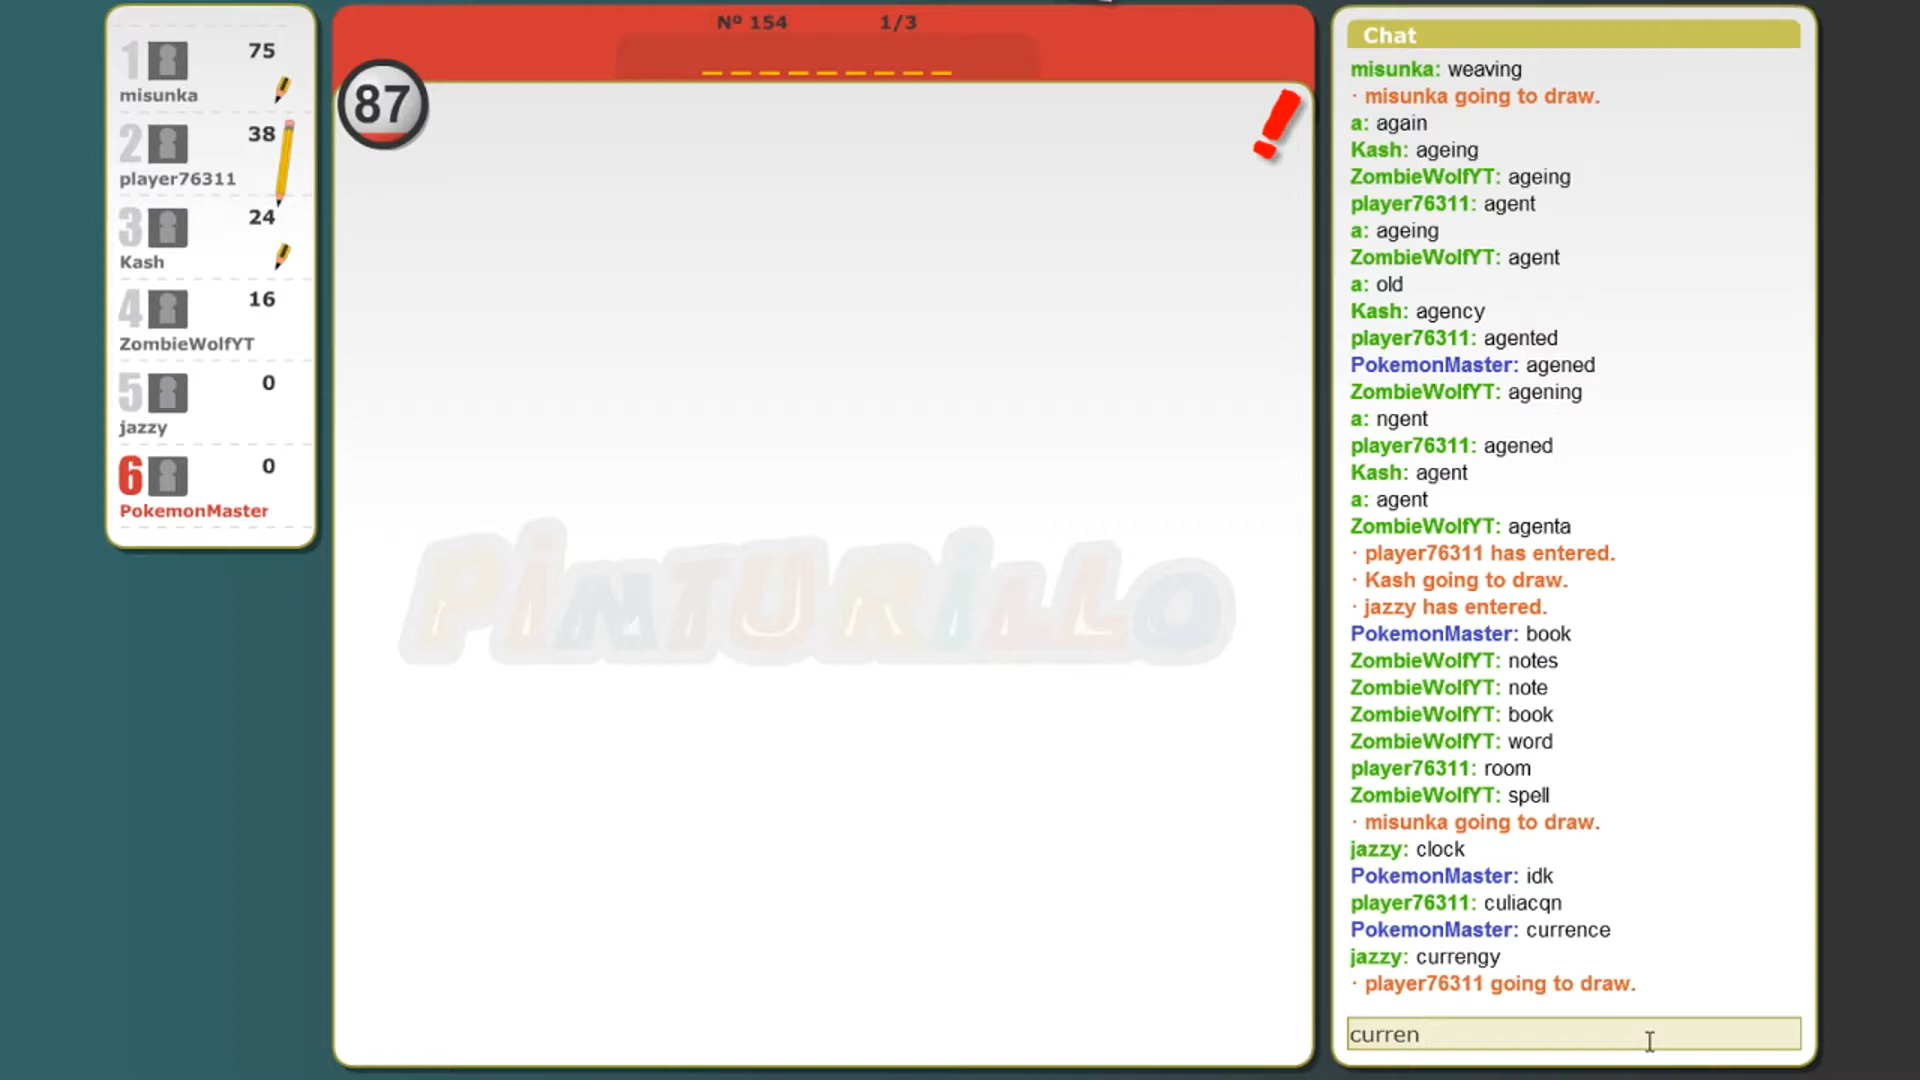 1 75
misunka
2 38
player76311
3 24
Kash
4 16
ZombieWolfYT
5 0
jazzy
6 0
PokemonMaster
Nº 154 1/3
_ _ _ _ _ _ _ _ _
87
!
PINTURILLO
Chat
misunka: weaving
· misunka going to draw.
a: again
Kash: ageing
ZombieWolfYT: ageing
player76311: agent
a: ageing
ZombieWolfYT: agent
a: old
Kash: agency
player76311: agented
PokemonMaster: agened
ZombieWolfYT: agening
a: ngent
player76311: agened
Kash: agent
a: agent
ZombieWolfYT: agenta
· player76311 has entered.
· Kash going to draw.
· jazzy has entered.
PokemonMaster: book
ZombieWolfYT: notes
ZombieWolfYT: note
ZombieWolfYT: book
ZombieWolfYT: word
player76311: room
ZombieWolfYT: spell
· misunka going to draw.
jazzy: clock
PokemonMaster: idk
player76311: culiacqn
PokemonMaster: currence
jazzy: currengy
· player76311 going to draw.
curren